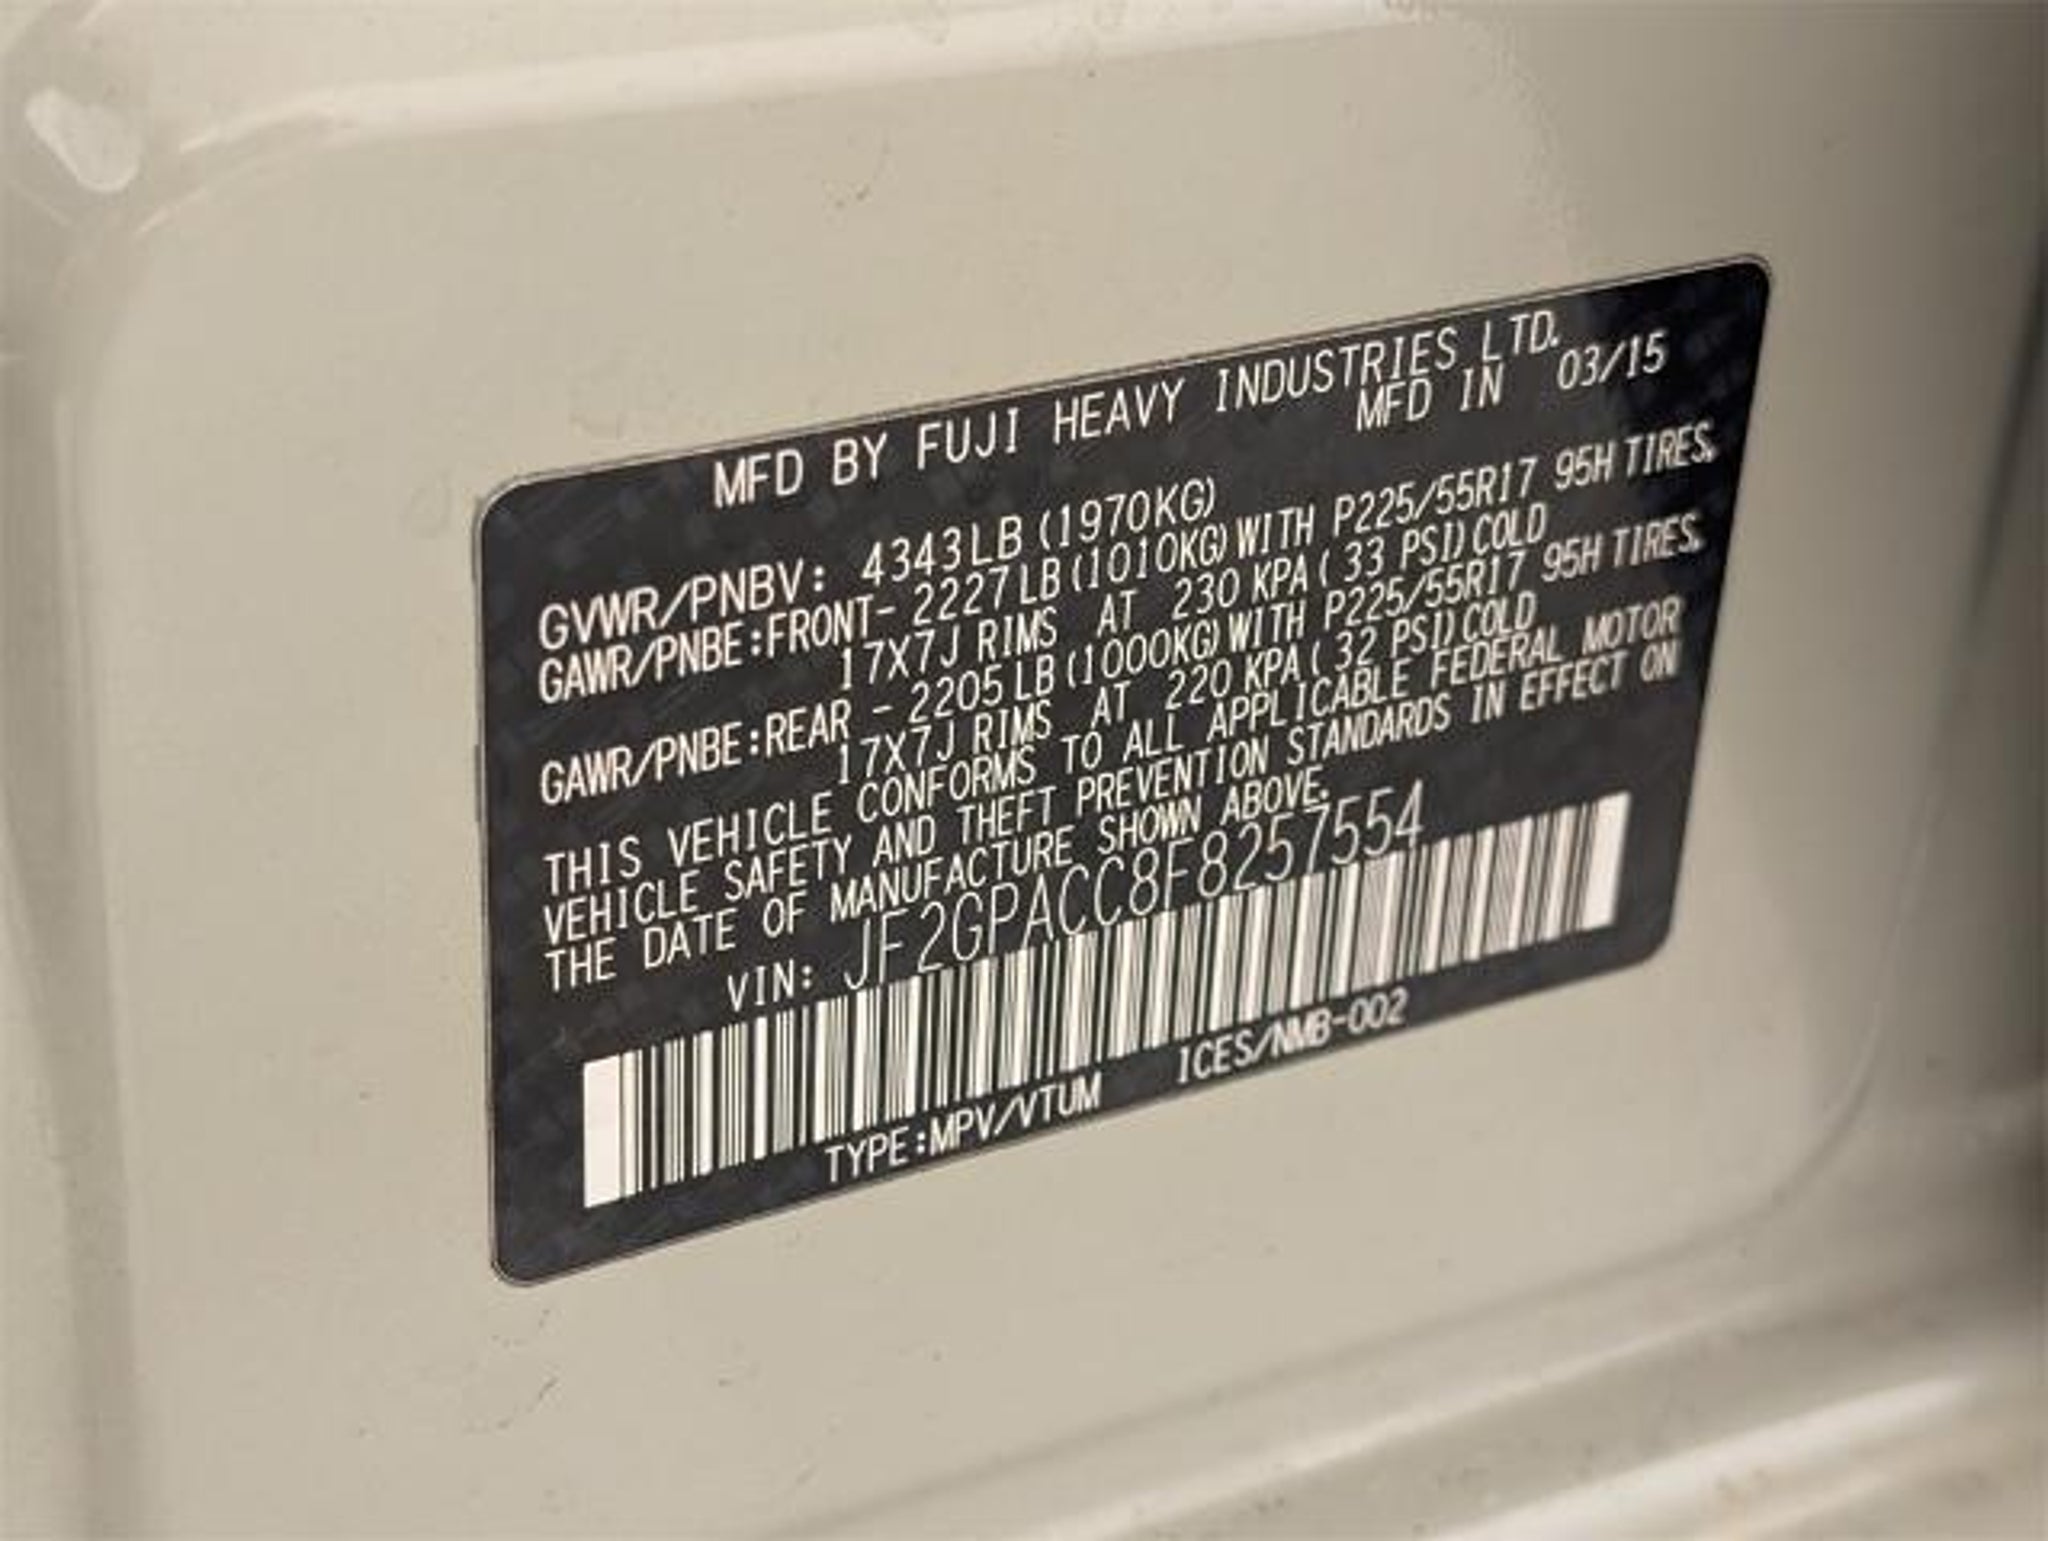 MFD BY FUJI HEAVY INDUSTRIES LTD.
MFD IN 03/15
GVWR/PNBV: 4343LB (1970KG)
GAWR/PNBE:FRONT- 2227LB (1010KG) WITH P225/55R17 95H TIRES,
17X7J RIMS AT 230 KPA ( 33 PSI) COLD
GAWR/PNBE:REAR - 2205LB (1000KG) WITH P225/55R17 95H TIRES,
17X7J RIMS AT 220 KPA ( 32 PSI) COLD
THIS VEHICLE CONFORMS TO ALL APPLICABLE FEDERAL MOTOR
VEHICLE SAFETY AND THEFT PREVENTION STANDARDS IN EFFECT ON
THE DATE OF MANUFACTURE SHOWN ABOVE.
VIN: JF2GPACC8F8257554
TYPE:MPV/VTUM ICES/NMB-002